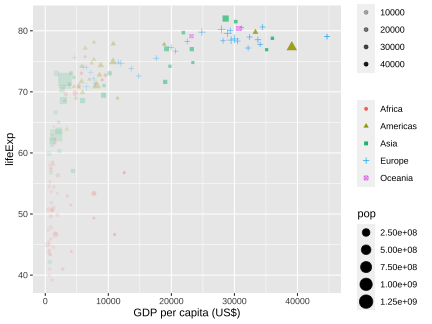 10000
20000
30000
40000
80
70
60
50
40
lifeExp
0
10000
20000
30000
40000
GDP per capita (US$)
Africa
Americas
Asia
Europe
Oceania
pop
2.50e+08
5.00e+08
7.50e+08
1.00e+09
1.25e+09